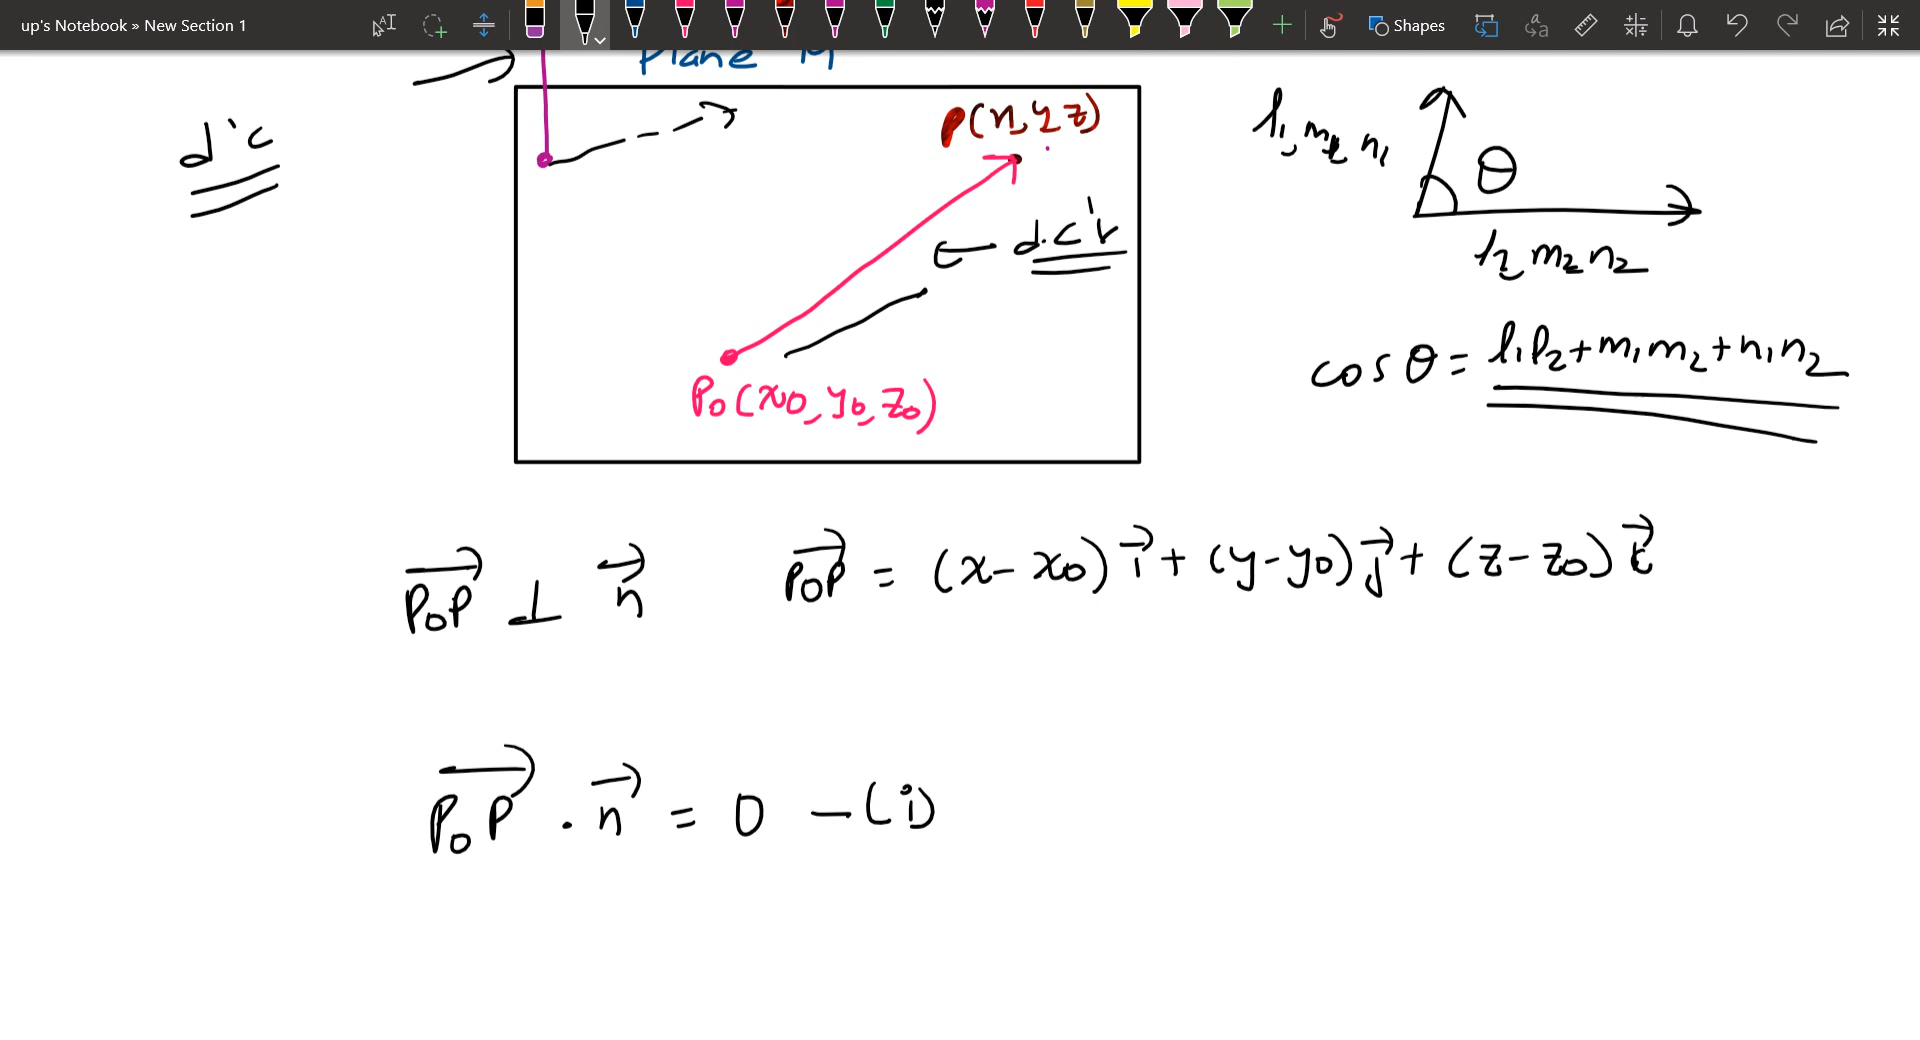 up's Notebook » New Section 1
Shapes
Plane M
d'c
P(x, y, z)
d.c's
P₀(x₀, y₀, z₀)
l₁, m₁, n₁
θ
l₂ m₂ n₂
cos θ = l₁l₂ + m₁m₂ + n₁n₂
P₀P⃗ ⊥ n⃗ P₀P⃗ = (x - x₀) i⃗ + (y - y₀) j⃗ + (z - z₀) k⃗
P₀P⃗ . n⃗ = 0 - (i)